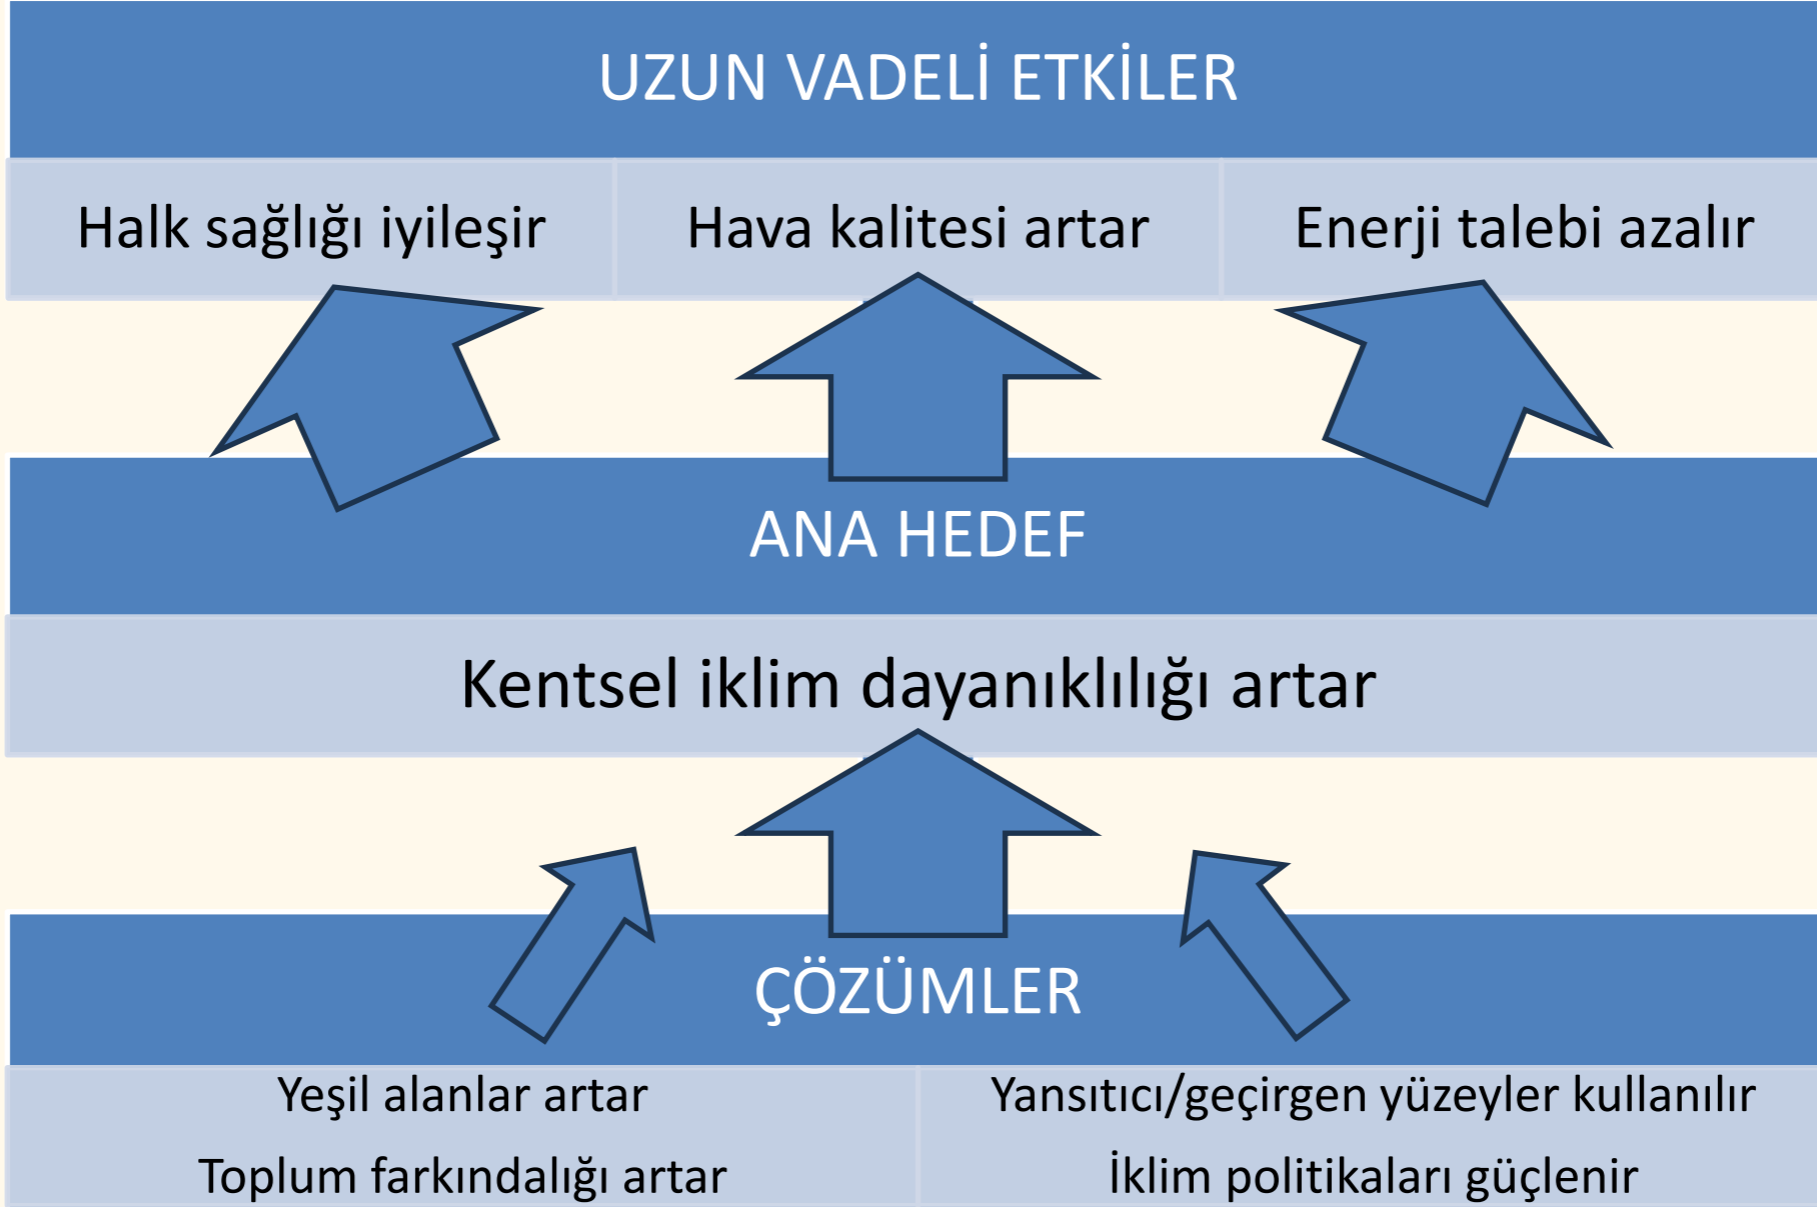 UZUN VADELİ ETKİLER
Halk sağlığı iyileşir
Hava kalitesi artar
Enerji talebi azalır
ANA HEDEF
Kentsel iklim dayanıklılığı artar
ÇÖZÜMLER
Yeşil alanlar artar
Toplum farkındalığı artar
Yansıtıcı/geçirgen yüzeyler kullanılır
İklim politikaları güçlenir